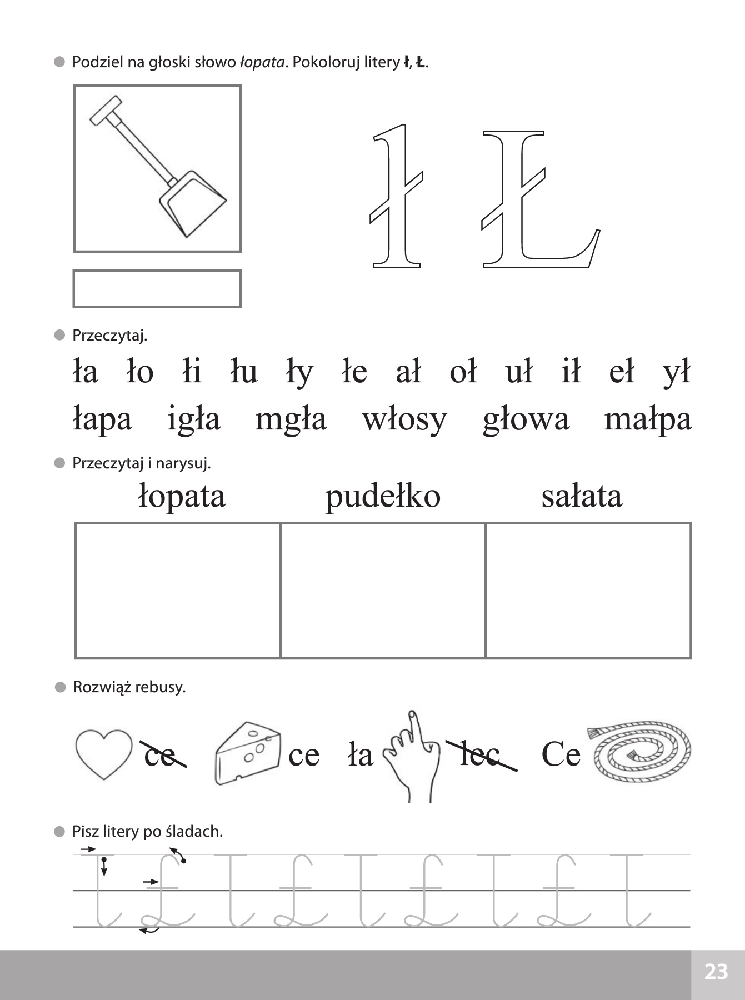 Podziel na głoski słowo łopata. Pokoloruj litery ł, Ł.
ł Ł
Przeczytaj.
ła ło łi łu ły łe ał oł uł ił eł ył
łapa igła mgła włosy głowa małpa
Przeczytaj i narysuj.
łopata pudełko sałata
Rozwiąż rebusy.
ce ce ła lec Ce
Pisz litery po śladach.
ł Ł ł Ł ł Ł ł Ł ł
23